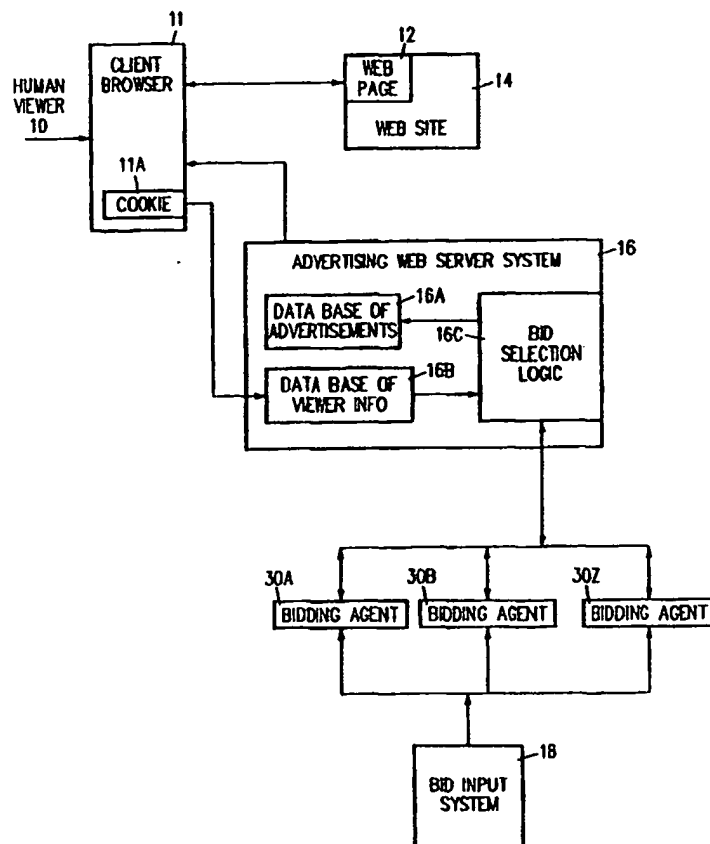 11
CLIENT
BROWSER
12
WEB
PAGE
14
WEB SITE
HUMAN
VIEWER
10
11A
COOKIE
16
ADVERTISING WEB SERVER SYSTEM
16A
DATA BASE OF
ADVERTISEMENTS
16C
BID
SELECTION
LOGIC
16B
DATA BASE OF
VIEWER INFO
30A
BIDDING AGENT
30B
BIDDING AGENT
30Z
BIDDING AGENT
18
BID INPUT
SYSTEM